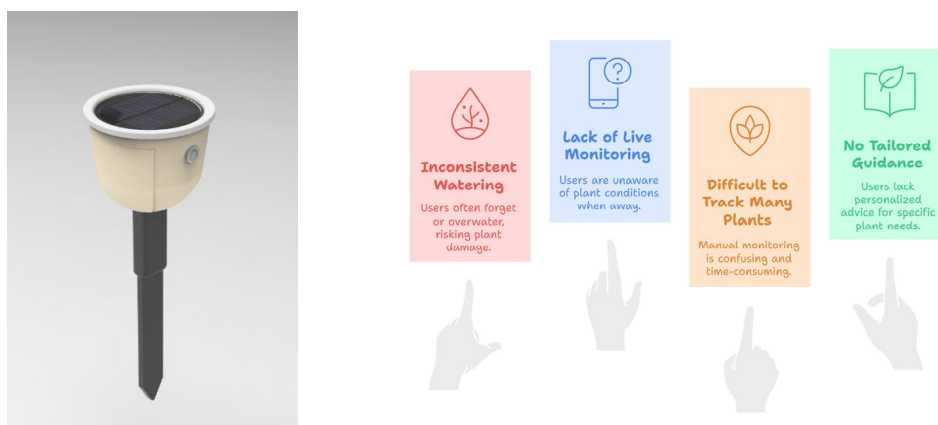 Inconsistent
Watering
Users often forget
or overwater,
risking plant
damage.
Lack of Live
Monitoring
Users are unaware
of plant conditions
when away.
Difficult to
Track Many
Plants
Manual monitoring
is confusing and
time-consuming.
No Tailored
Guidance
Users lack
personalized
advice for specific
plant needs.